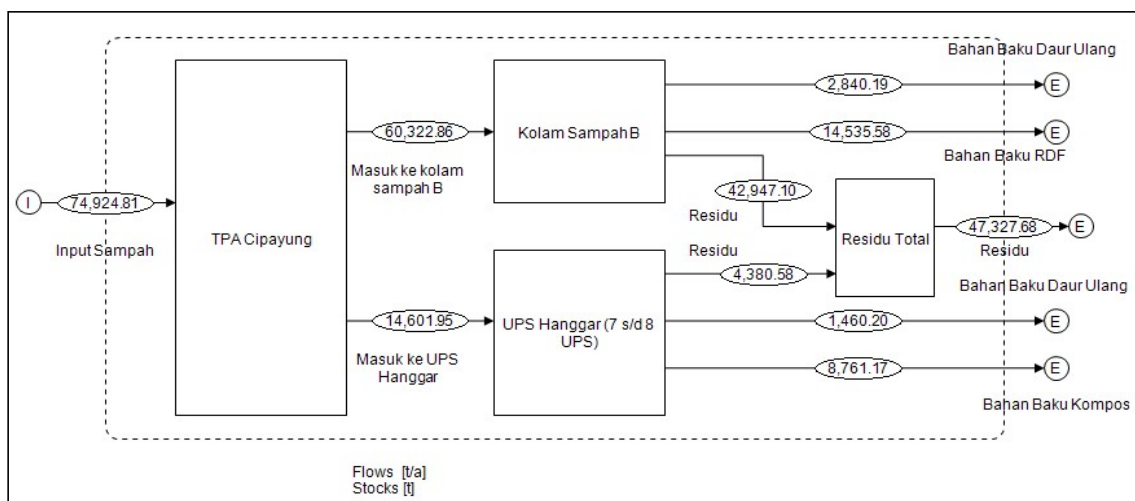 Bahan Baku Daur Ulang
2,840.19
E
60,322.86
Kolam Sampah B
14,535.58
E
Bahan Baku RDF
Masuk ke kolam
sampah B
42,947.10
I
74,924.81
Input Sampah
TPA Cipayung
Residu
Residu Total
47,327.68
E
Residu
Residu
4,380.58
Bahan Baku Daur Ulang
14,601.95
UPS Hanggar (7 s/d 8
UPS)
1,460.20
E
Masuk ke UPS
Hanggar
8,761.17
E
Bahan Baku Kompos
Flows [t/a]
Stocks [t]